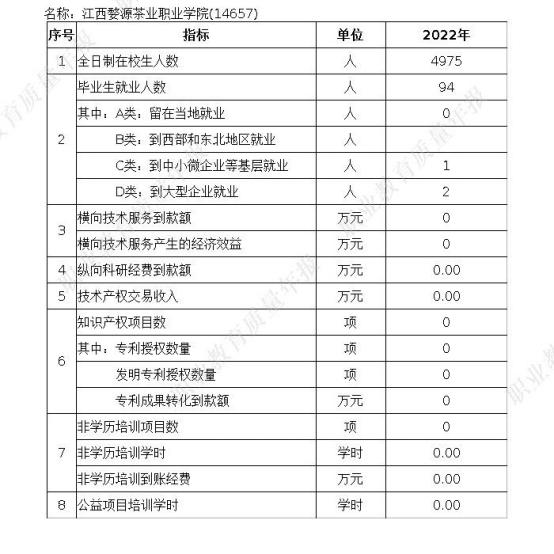 名称：江西婺源茶业职业学院(14657)
序号 指标 单位 2022年
1 全日制在校生人数 人 4975
毕业生就业人数 人 94
其中：A类：留在当地就业 人 0
2 B类：到西部和东北地区就业 人
C类：到中小微企业等基层就业 人 1
D类：到大型企业就业 人 2
3 横向技术服务到款额 万元 0
横向技术服务产生的经济效益 万元 0
4 纵向科研经费到款额 万元 0.00
5 技术产权交易收入 万元 0.00
知识产权项目数 项 0
6 其中：专利授权数量 项 0
发明专利授权数量 项 0
专利成果转化到款额 万元 0
非学历培训项目数 项 0
7 非学历培训学时 学时 0.00
非学历培训到账经费 万元 0.00
8 公益项目培训学时 学时 0.00
职业教育质量年报